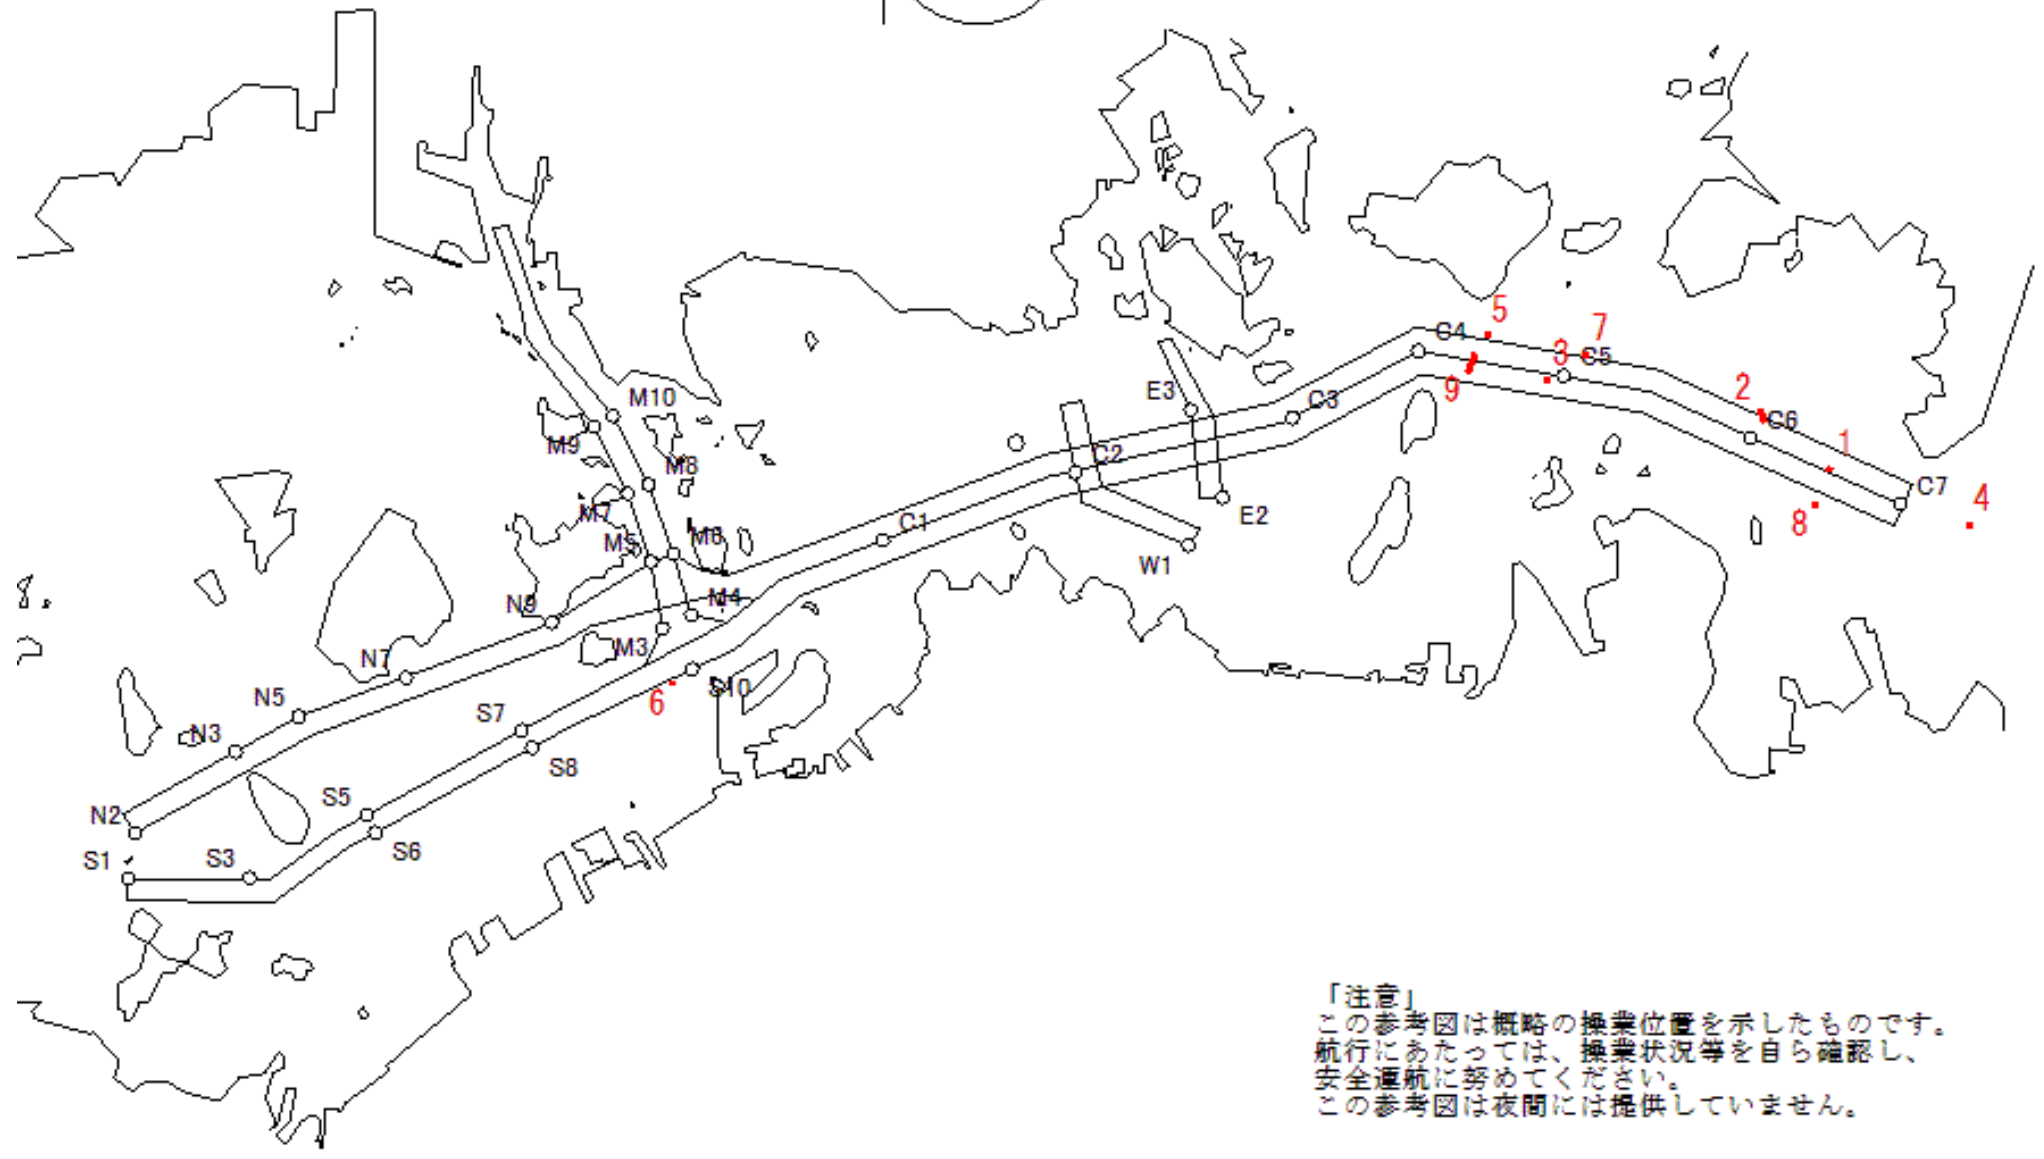 5
7
C4
C5
3
9
2
C6
1
E3
C3
M10
M9
C2
M8
C7
4
8
E2
M7
M6
M5
C1
W1
N9
M4
M3
N7
S10
6
N5
N3
S7
S8
S5
N2
S6
S1
S3
「注意」
この参考図は概略の操業位置を示したものです。
航行にあたっては、操業状況等を自ら確認し、
安全運航に努めてください。
この参考図は夜間には提供していません。